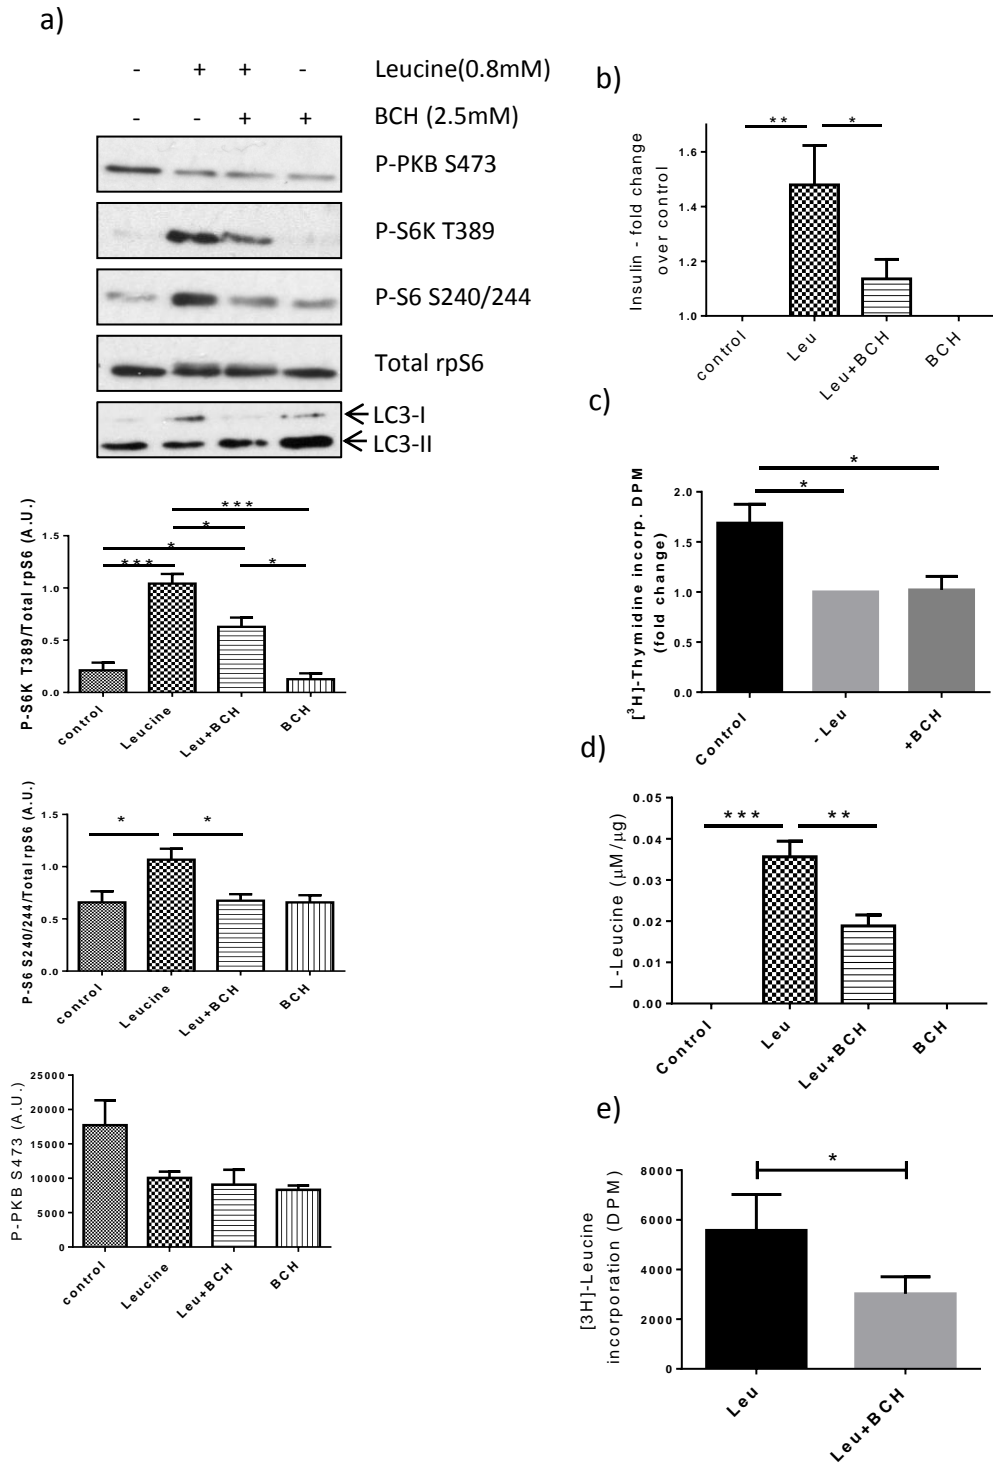 a)
- + + - Leucine(0.8mM)
- - + + BCH (2.5mM)
P-PKB S473
P-S6K T389
P-S6 S240/244
Total rpS6
LC3-I
LC3-II
P-S6K T389/Total rpS6 (A.U.)
1.5
1.0
0.5
0.0
***
*
*
***
*
control
Leucine
Leu+BCH
BCH
P-S6 S240/244/Total rpS6 (A.U.)
1.5
1.0
0.5
0.0
*
*
control
Leucine
Leu+BCH
BCH
P-PKB S473 (A.U.)
25000
20000
15000
10000
5000
0
control
Leucine
Leu+BCH
BCH
b)
Insulin - fold change
over control
1.6
1.4
1.2
1.0
**
*
control
Leu
Leu+BCH
BCH
c)
[³H]-Thymidine incorp. DPM
(fold change)
2.0
1.5
1.0
0.5
0.0
*
*
Control
- Leu
+BCH
d)
L-Leucine (µM/µg)
0.05
0.04
0.03
0.02
0.01
0.00
***
**
Control
Leu
Leu+BCH
BCH
e)
[3H]-Leucine
incorporation (DPM)
8000
6000
4000
2000
0
*
Leu
Leu+BCH